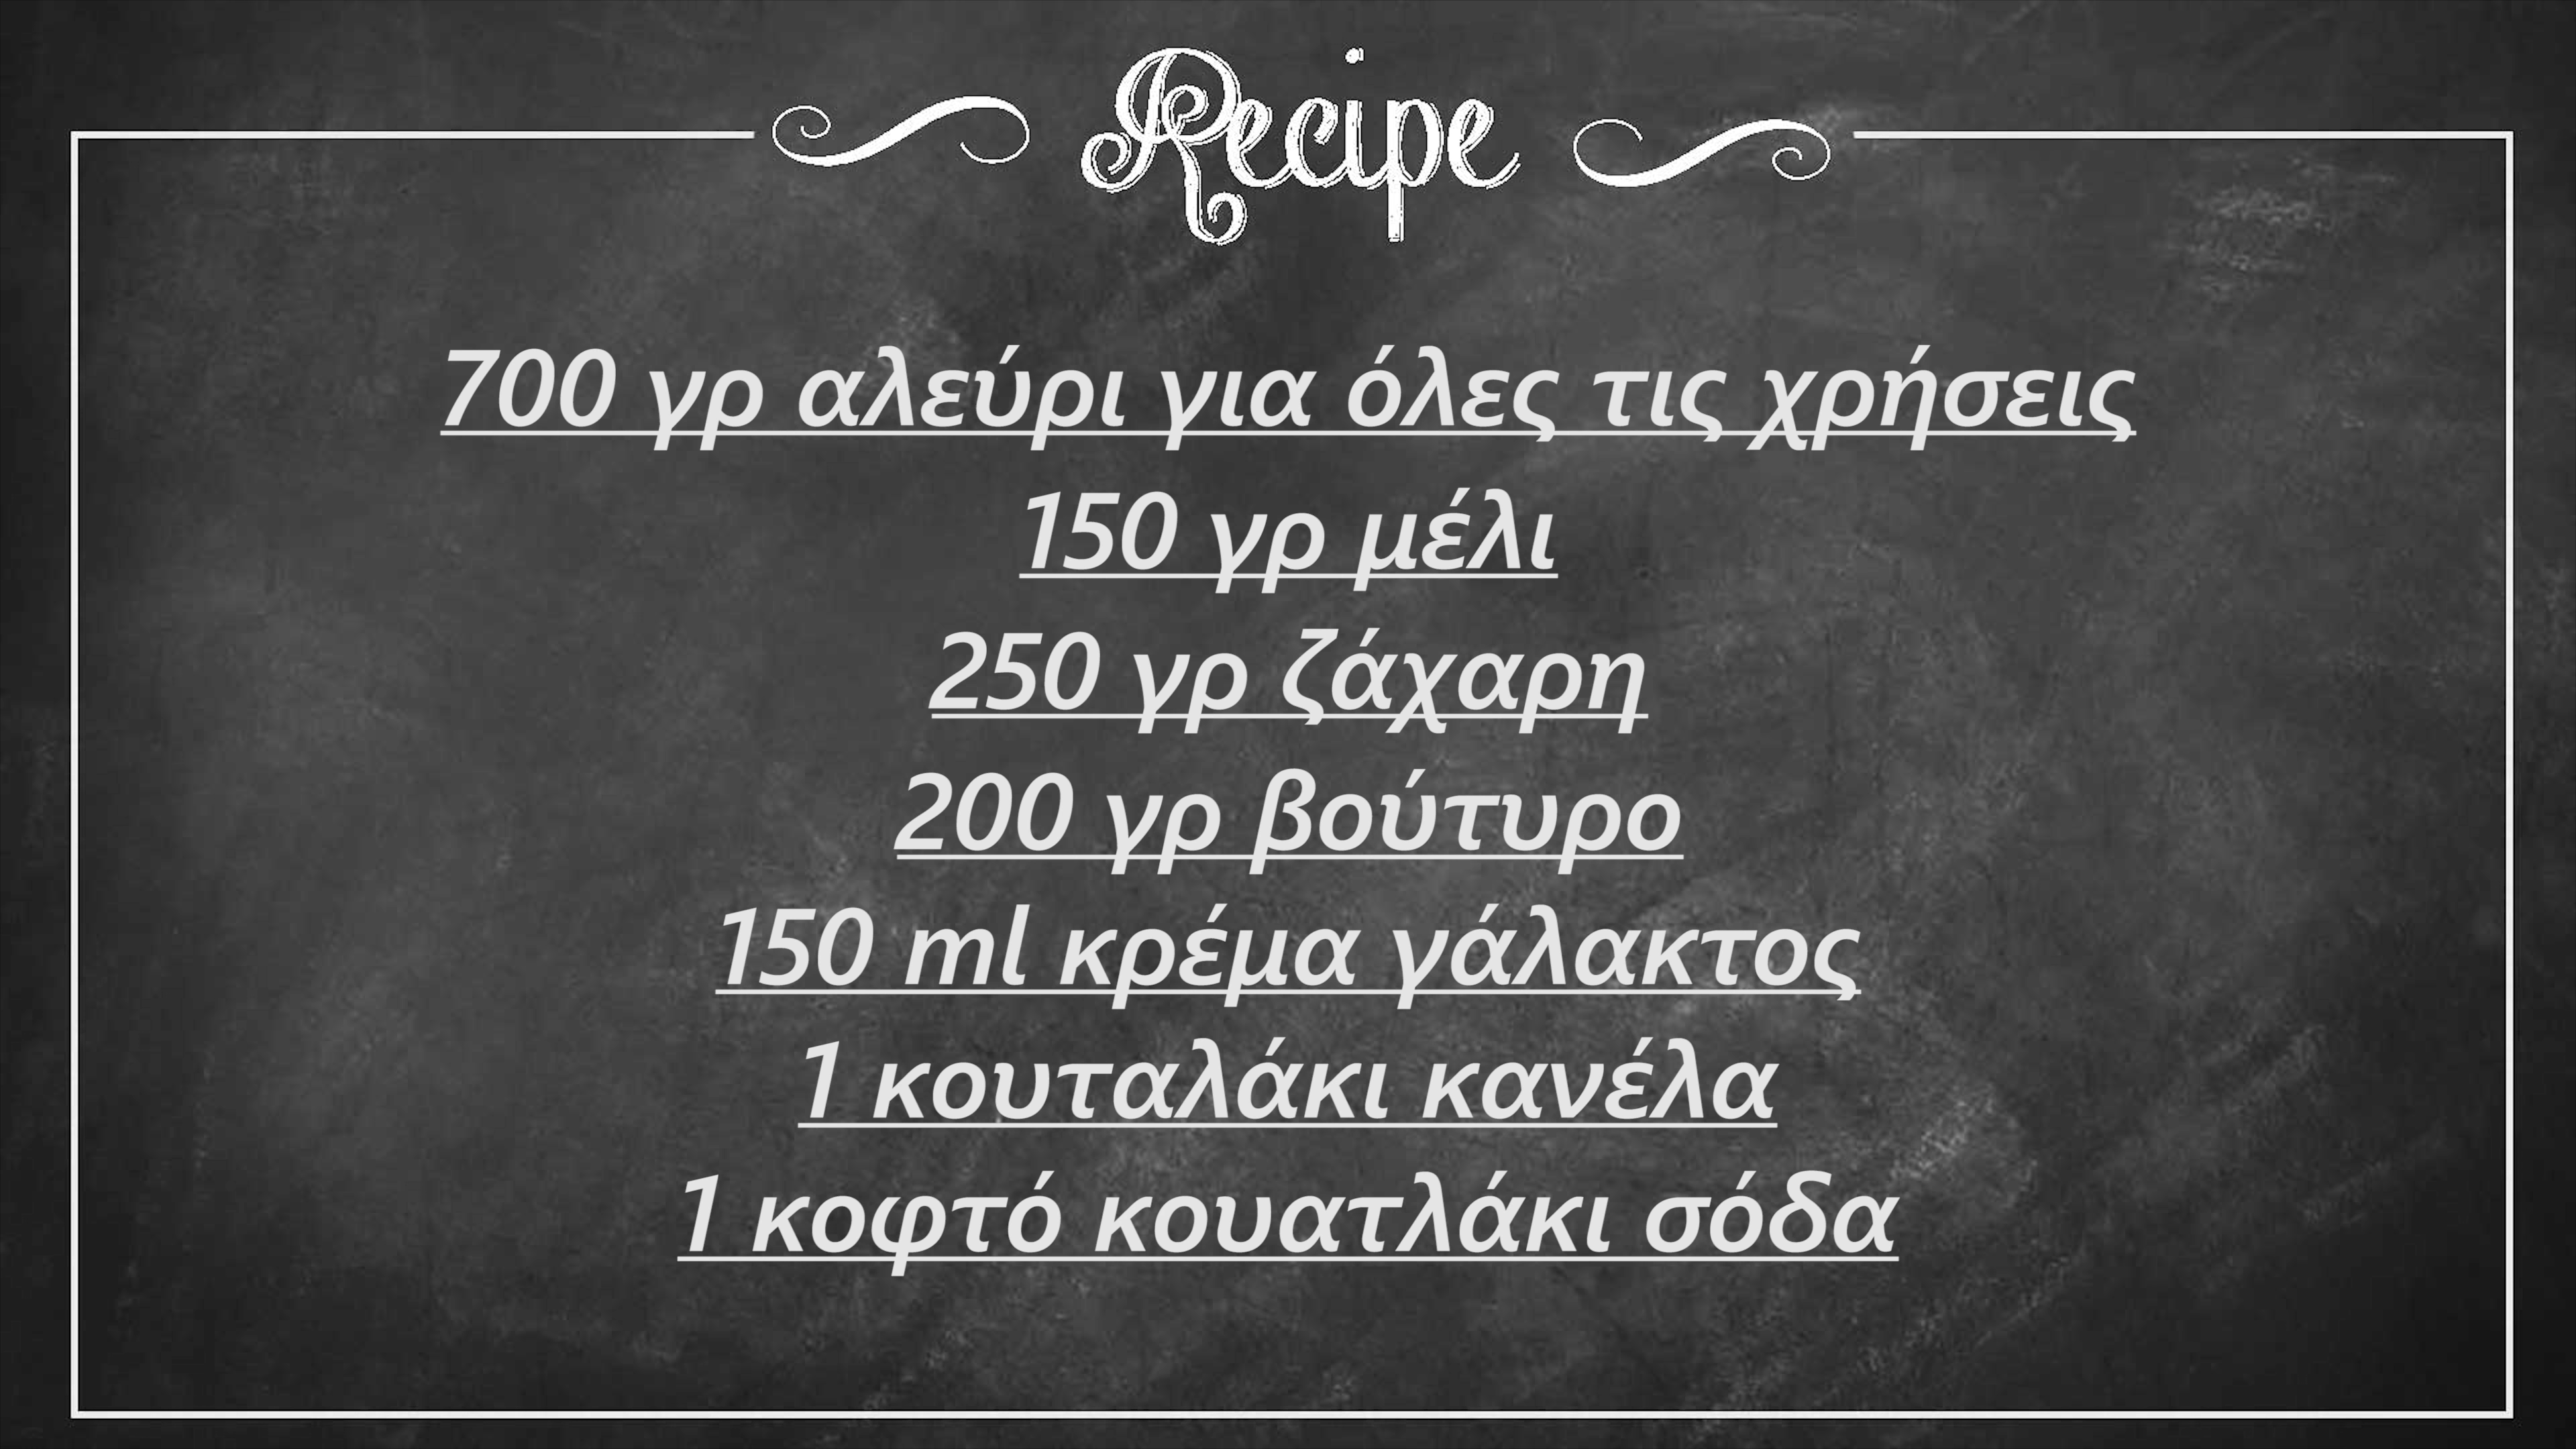 Recipe
700 γρ αλεύρι για όλες τις χρήσεις
150 γρ μέλι
250 γρ ζάχαρη
200 γρ βούτυρο
150 ml κρέμα γάλακτος
1 κουταλάκι κανέλα
1 κοφτό κουατλάκι σόδα